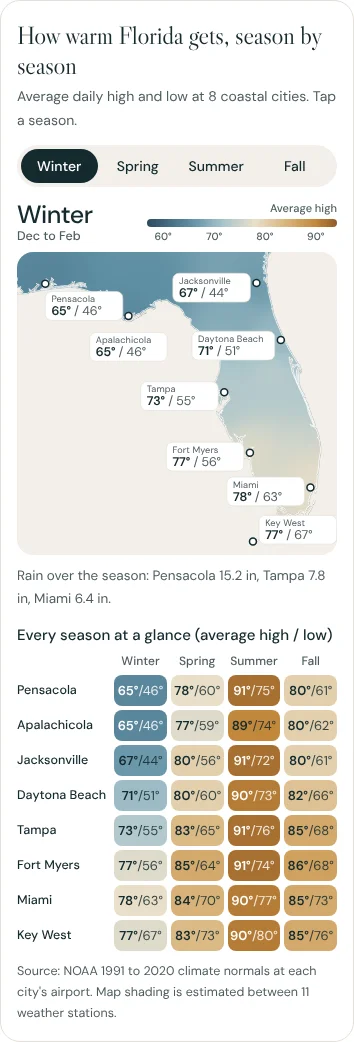 How warm Florida gets, season by
season
Average daily high and low at 8 coastal cities. Tap
a season.
Winter Spring Summer Fall
Winter
Dec to Feb
Average high
60° 70° 80° 90°
Jacksonville
67° / 44°
Pensacola
65° / 46°
Apalachicola
65° / 46°
Daytona Beach
71° / 51°
Tampa
73° / 55°
Fort Myers
77° / 56°
Miami
78° / 63°
Key West
77° / 67°
Rain over the season: Pensacola 15.2 in, Tampa 7.8
in, Miami 6.4 in.
Every season at a glance (average high / low)
Winter Spring Summer Fall
Pensacola 65°/46° 78°/60° 91°/75° 80°/61°
Apalachicola 65°/46° 77°/59° 89°/74° 80°/62°
Jacksonville 67°/44° 80°/56° 91°/72° 80°/61°
Daytona Beach 71°/51° 80°/60° 90°/73° 82°/66°
Tampa 73°/55° 83°/65° 91°/76° 85°/68°
Fort Myers 77°/56° 85°/64° 91°/74° 86°/68°
Miami 78°/63° 84°/70° 90°/77° 85°/73°
Key West 77°/67° 83°/73° 90°/80° 85°/76°
Source: NOAA 1991 to 2020 climate normals at each
city's airport. Map shading is estimated between 11
weather stations.